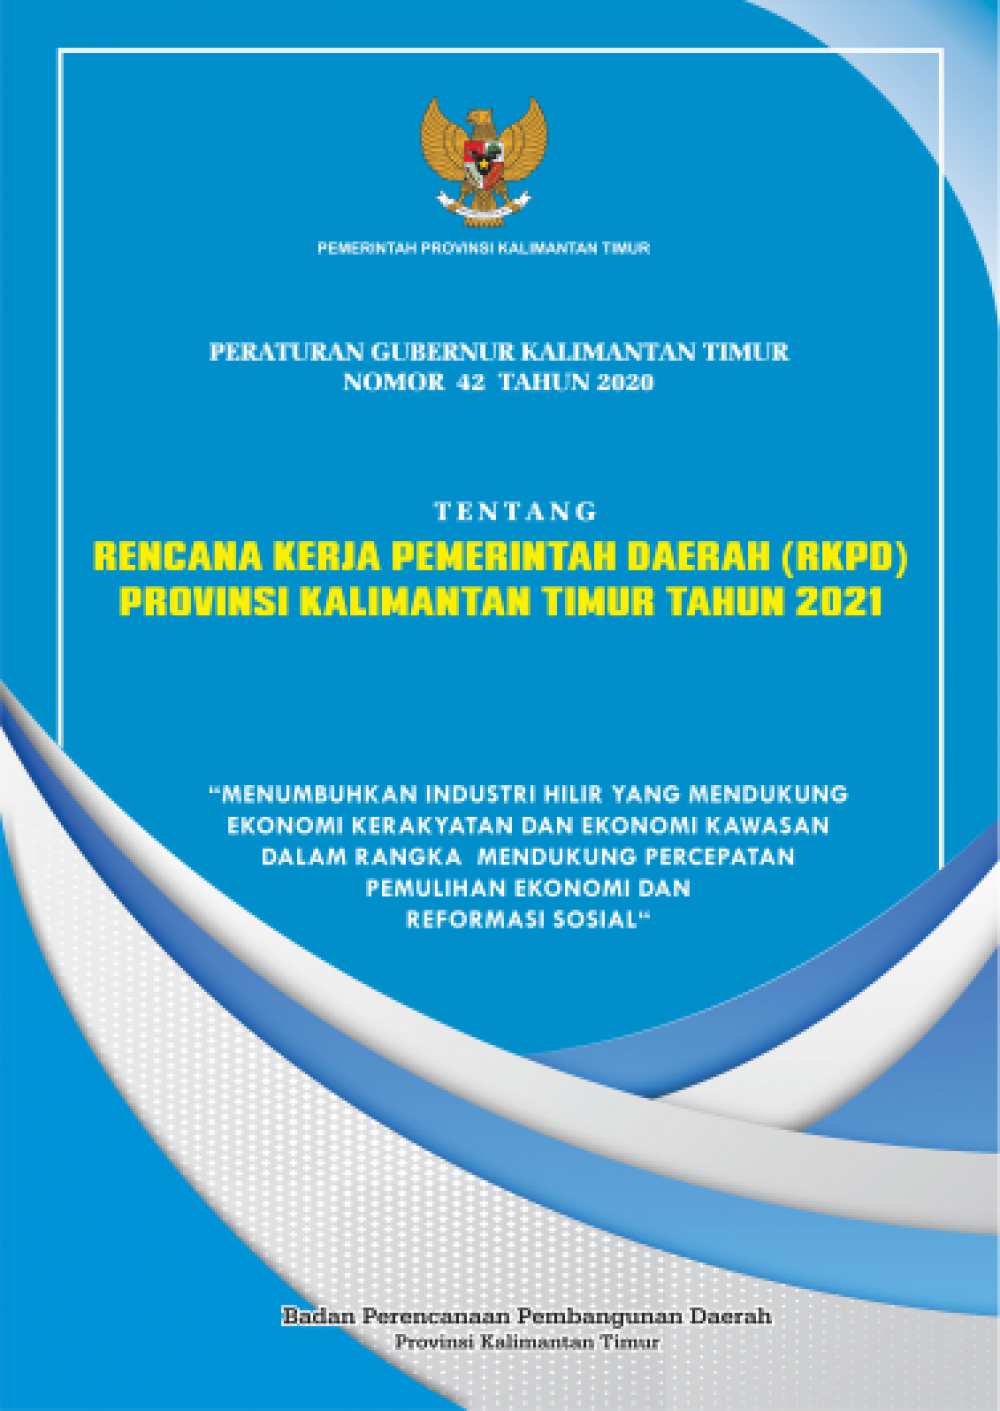 PEMERINTAH PROVINSI KALIMANTAN TIMUR
PERATURAN GUBERNUR KALIMANTAN TIMUR
NOMOR 42 TAHUN 2020
TENTANG
RENCANA KERJA PEMERINTAH DAERAH (RKPD)
PROVINSI KALIMANTAN TIMUR TAHUN 2021
“MENUMBUHKAN INDUSTRI HILIR YANG MENDUKUNG
EKONOMI KERAKYATAN DAN EKONOMI KAWASAN
DALAM RANGKA MENDUKUNG PERCEPATAN
PEMULIHAN EKONOMI DAN
REFORMASI SOSIAL“
Badan Perencanaan Pembangunan Daerah
Provinsi Kalimantan Timur